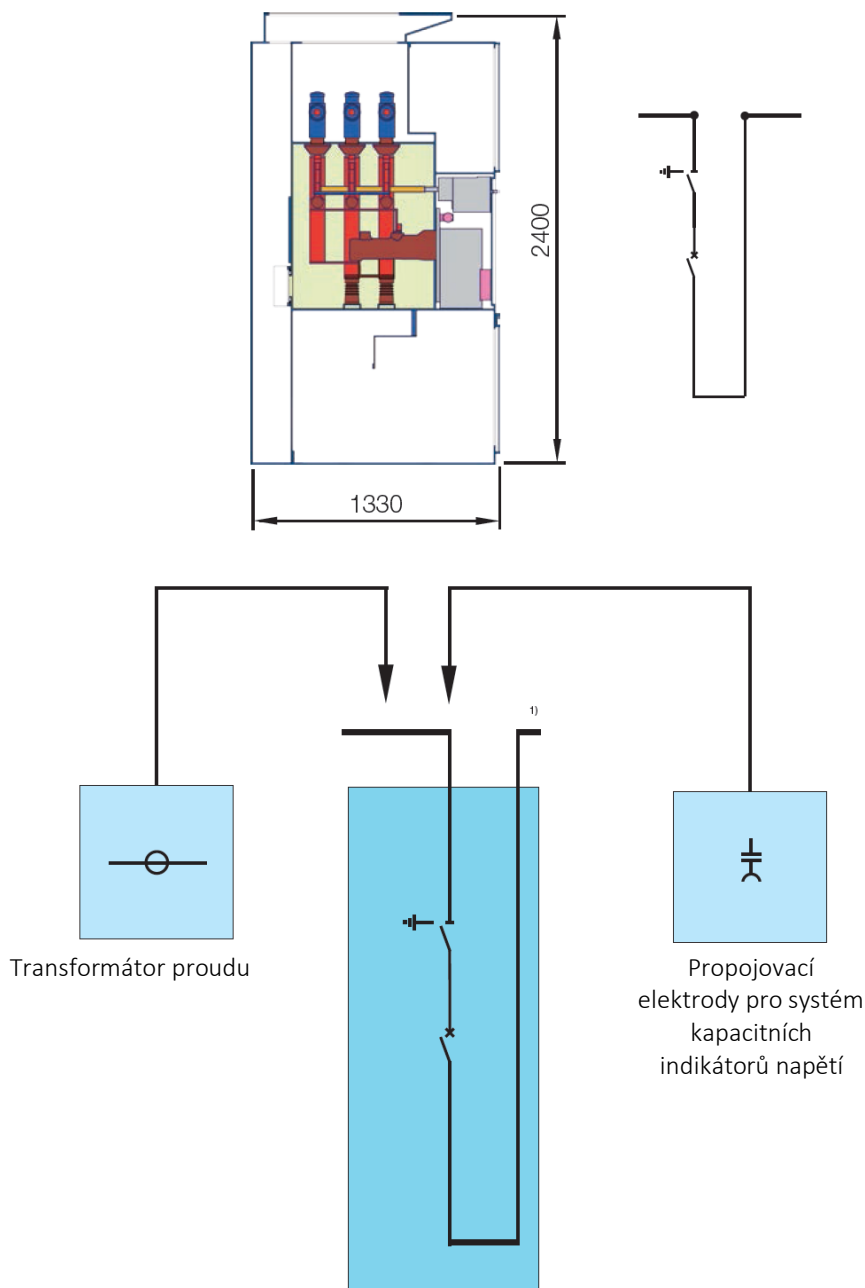 2400
1330
1)
Transformátor proudu
Propojovací
elektrody pro systém
kapacitních
indikátorů napětí